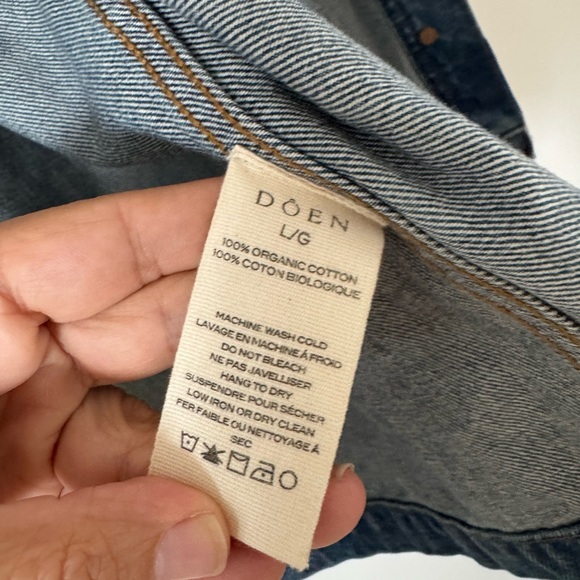 DÔEN
L/G
100% ORGANIC COTTON
100% COTON BIOLOGIQUE
MACHINE WASH COLD
LAVAGE EN MACHINE À FROID
DO NOT BLEACH
NE PAS JAVELLISER
HANG TO DRY
SUSPENDRE POUR SÉCHER
LOW IRON OR DRY CLEAN
FER FAIBLE OU NETTOYAGE À
SEC